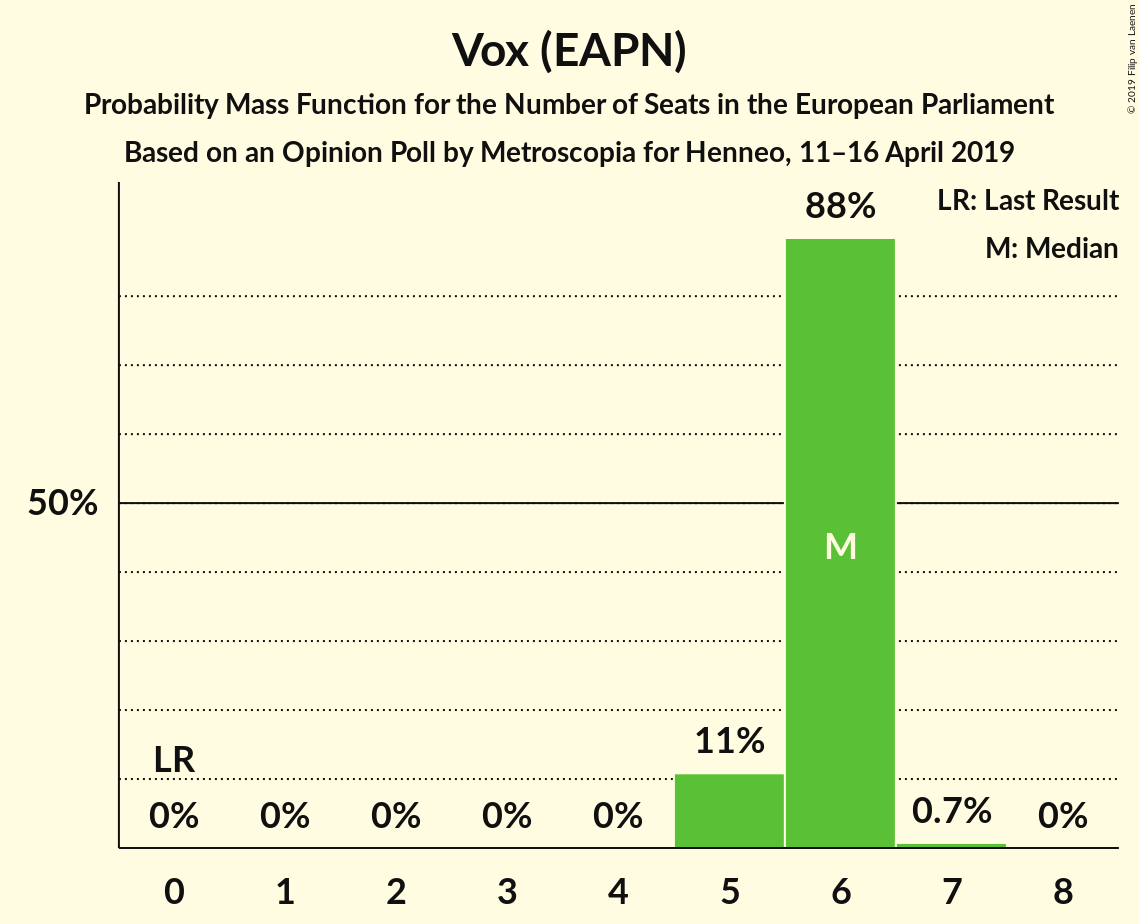 Vox (EAPN)
Probability Mass Function for the Number of Seats in the European Parliament
Based on an Opinion Poll by Metroscopia for Henneo, 11–16 April 2019
© 2019 Filip van Laenen
LR: Last Result
M: Median
88%
50%
M
LR
11%
0% 0% 0% 0% 0% 0.7% 0%
0 1 2 3 4 5 6 7 8